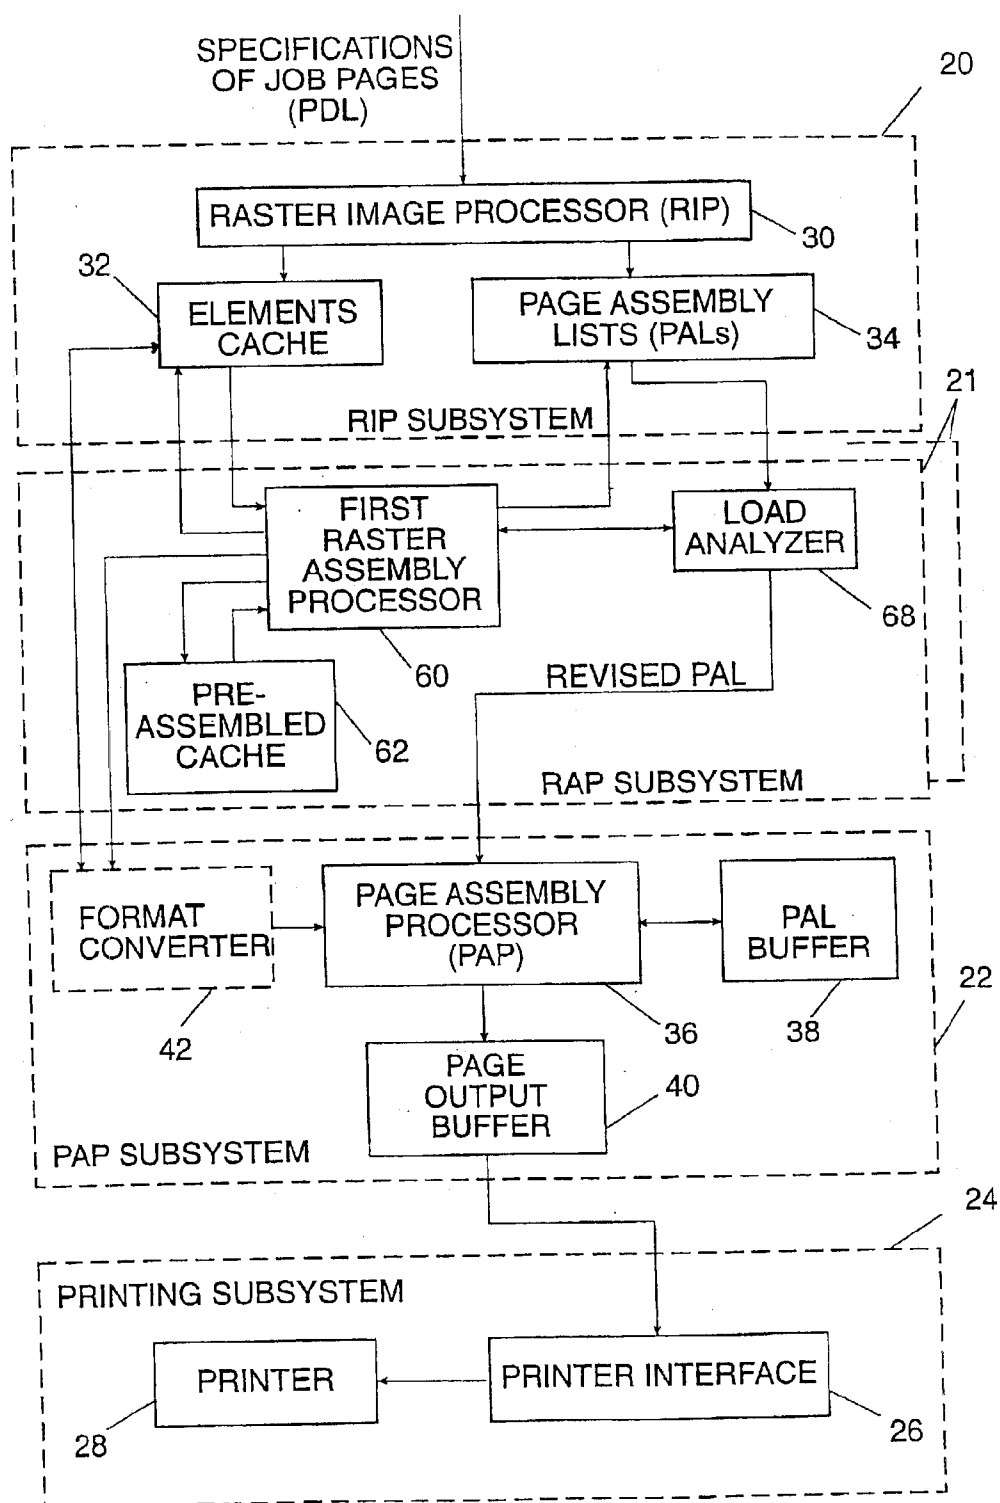 SPECIFICATIONS
OF JOB PAGES
(PDL)
20
RASTER IMAGE PROCESSOR (RIP)
30
32
ELEMENTS
CACHE
PAGE ASSEMBLY
LISTS (PALs)
34
21
RIP SUBSYSTEM
FIRST
RASTER
ASSEMBLY
PROCESSOR
LOAD
ANALYZER
68
60
REVISED PAL
PRE-
ASSEMBLED
CACHE
62
RAP SUBSYSTEM
FORMAT
CONVERTER
PAGE ASSEMBLY
PROCESSOR
(PAP)
PAL
BUFFER
22
42
36
38
PAGE
OUTPUT
BUFFER
40
PAP SUBSYSTEM
24
PRINTING SUBSYSTEM
PRINTER
PRINTER INTERFACE
28
26